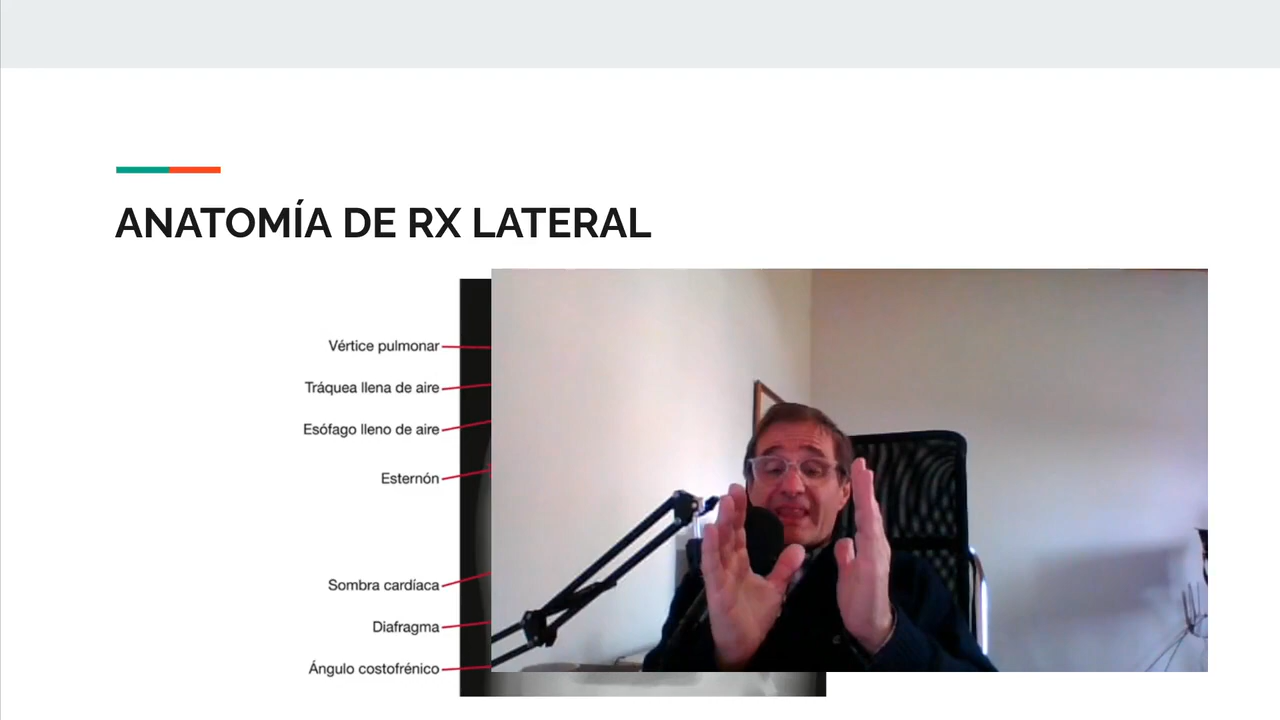 ANATOMÍA DE RX LATERAL
Vértice pulmonar
Tráquea llena de aire
Esófago lleno de aire
Esternón
Sombra cardíaca
Diafragma
Ángulo costofrénico